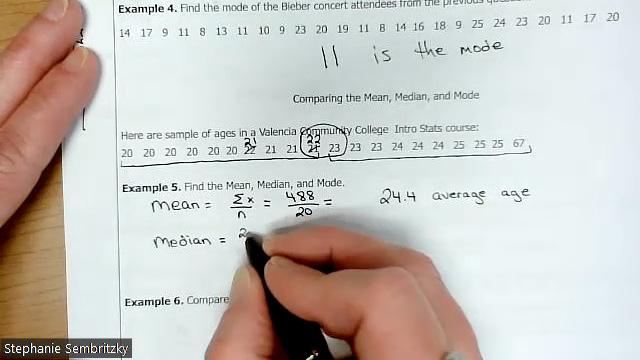 Example 4. Find the mode of the Bieber concert attendees from the previous
14 17 9 11 8 13 11 10 9 23 20 19 11 8 14 16 18 9 25 24 23 20 11 17 20
11 is the mode
Comparing the Mean, Median, and Mode
Here are sample of ages in a Valencia Community College Intro Stats course:
21 22
20 20 20 20 20 20 22 21 21 21 23 23 23 24 24 24 25 25 25 67
Example 5. Find the Mean, Median, and Mode.
Mean = Σx/n = 488/20 = 24.4 average age
Median = 2
Example 6. Compare
Stephanie Sembritzky